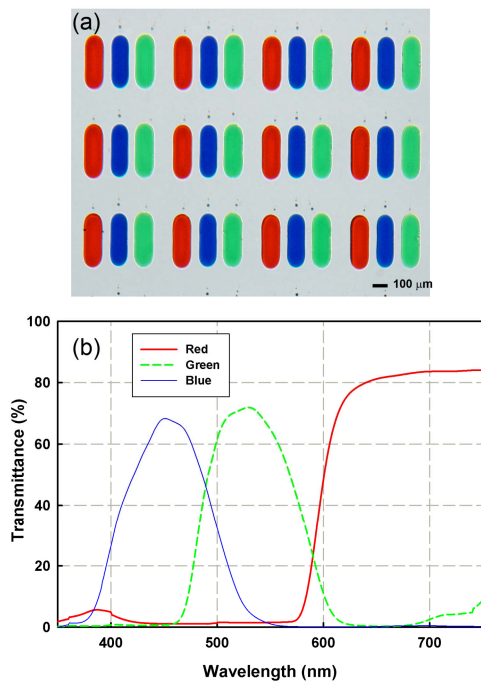 (a)
100 μm
(b)
Red
Green
Blue
100
80
60
40
20
0
Transmittance (%)
400
500
600
700
Wavelength (nm)